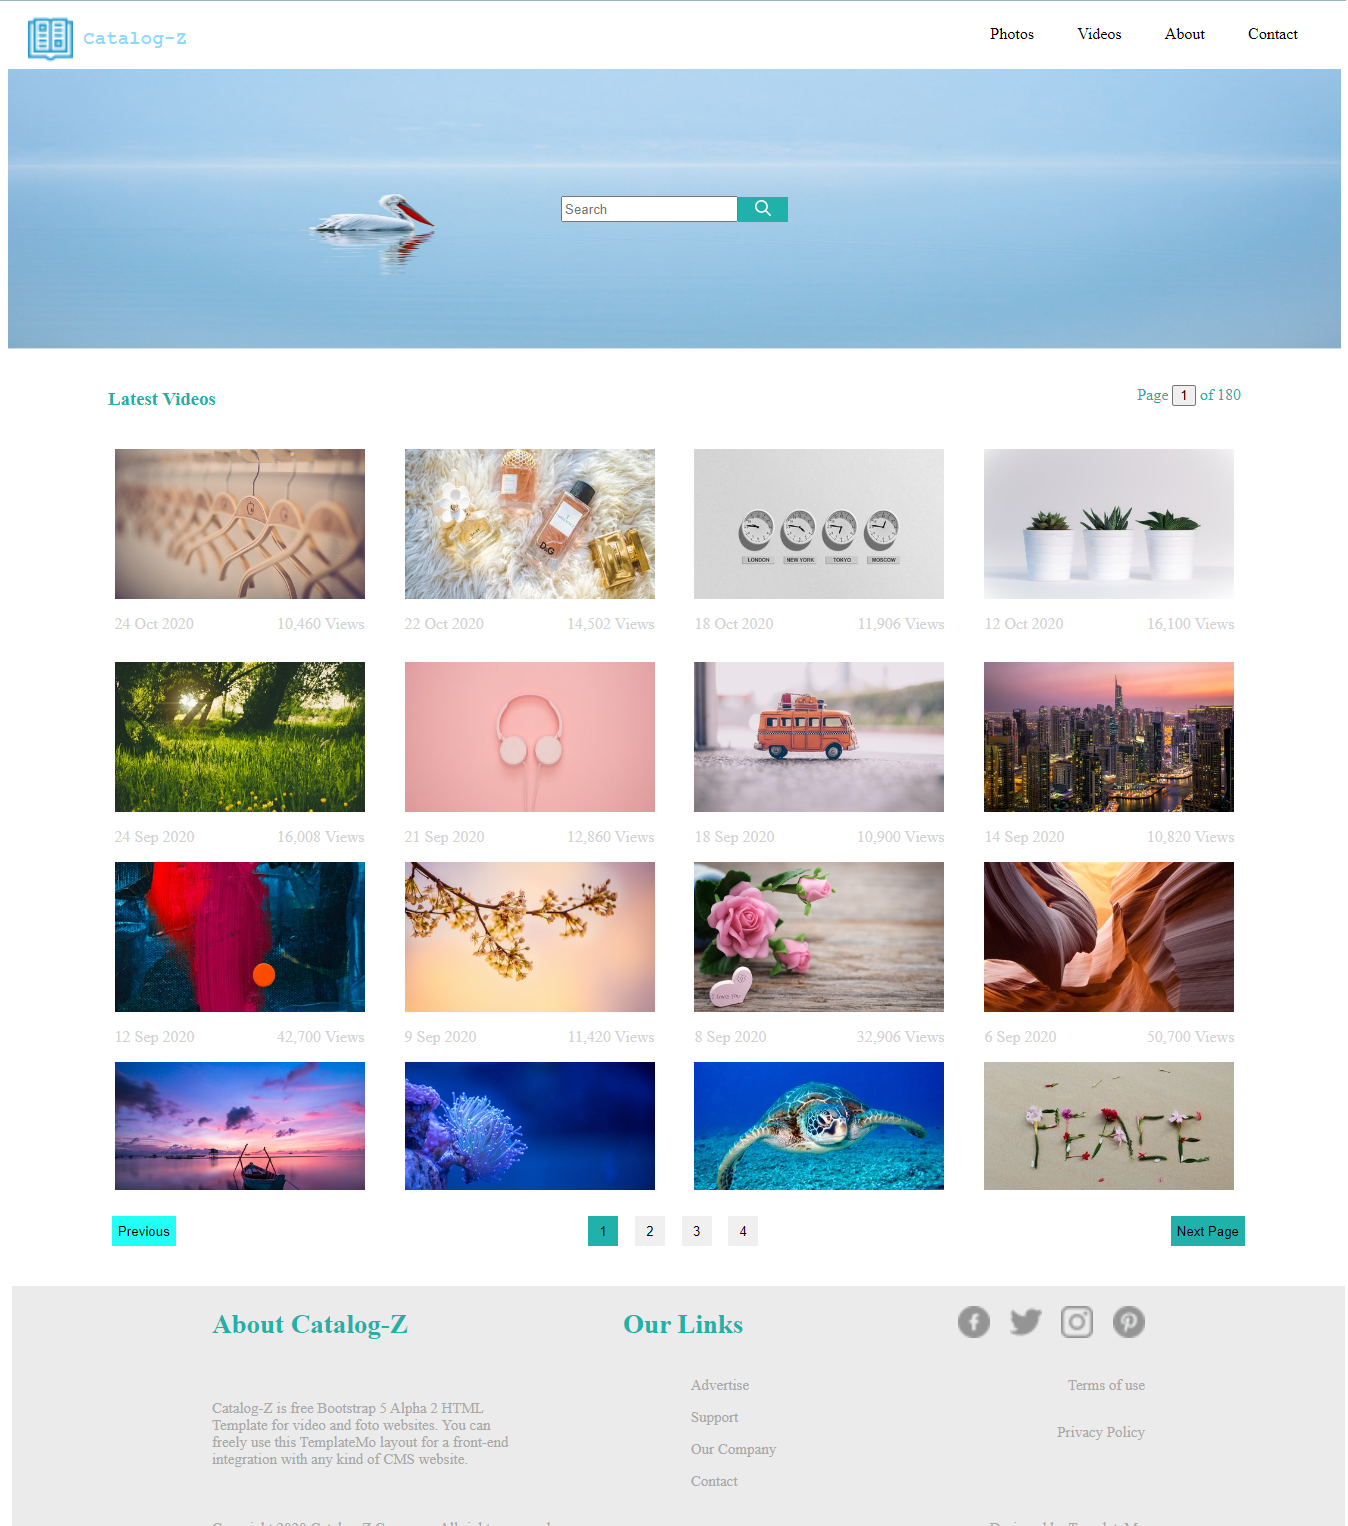 Catalog-Z
Photos Videos About Contact
Search
Latest Videos
Page 1 of 180
D&G
LONDON NEW YORK TOKYO MOSCOW
24 Oct 2020 10,460 Views
22 Oct 2020 14,502 Views
18 Oct 2020 11,906 Views
12 Oct 2020 16,100 Views
24 Sep 2020 16,008 Views
21 Sep 2020 12,860 Views
18 Sep 2020 10,900 Views
14 Sep 2020 10,820 Views
I love you
12 Sep 2020 42,700 Views
9 Sep 2020 11,420 Views
8 Sep 2020 32,906 Views
6 Sep 2020 50,700 Views
PEACE
Previous
1 2 3 4
Next Page
About Catalog-Z
Catalog-Z is free Bootstrap 5 Alpha 2 HTML
Template for video and foto websites. You can
freely use this TemplateMo layout for a front-end
integration with any kind of CMS website.
Our Links
Advertise
Support
Our Company
Contact
Terms of use
Privacy Policy